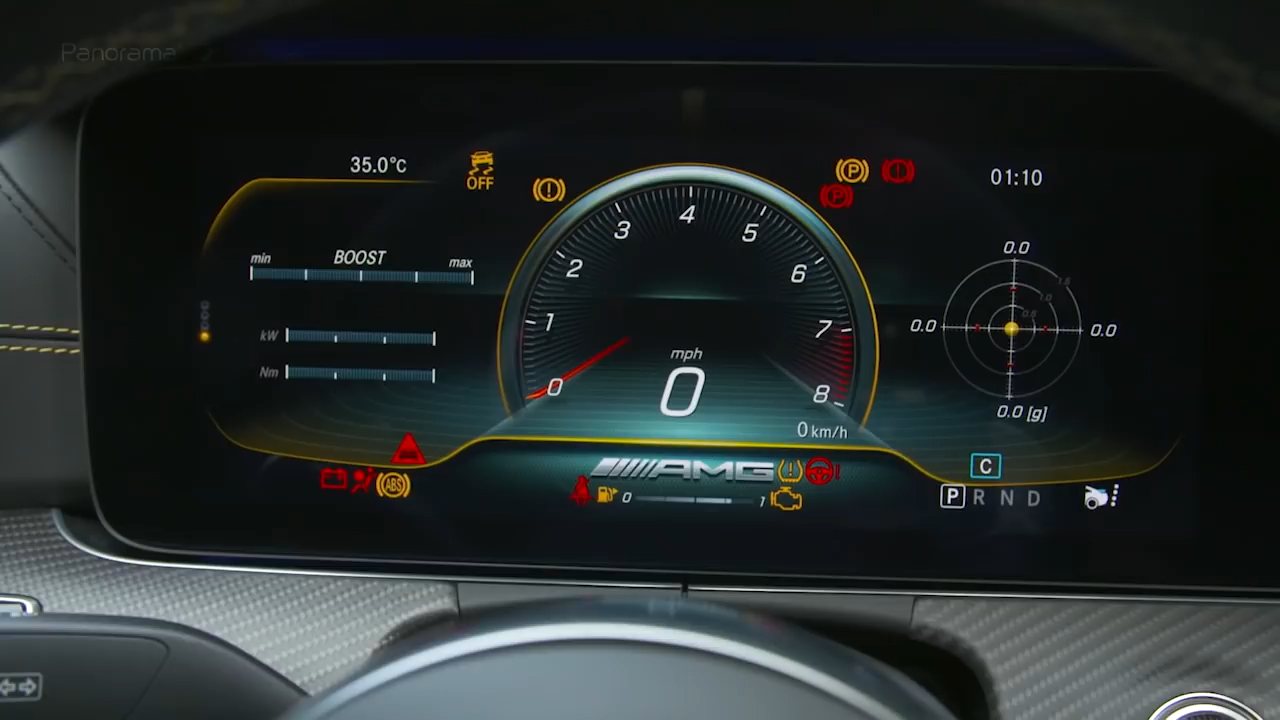 Panorama
35.0°C
OFF
01:10
min BOOST max
kW
Nm
0 1 2 3 4 5 6 7 8
mph
0
0 km/h
0.0
0.0 0.0
0.0 [g]
ABS
AMG
0 1
C
P R N D
P
P